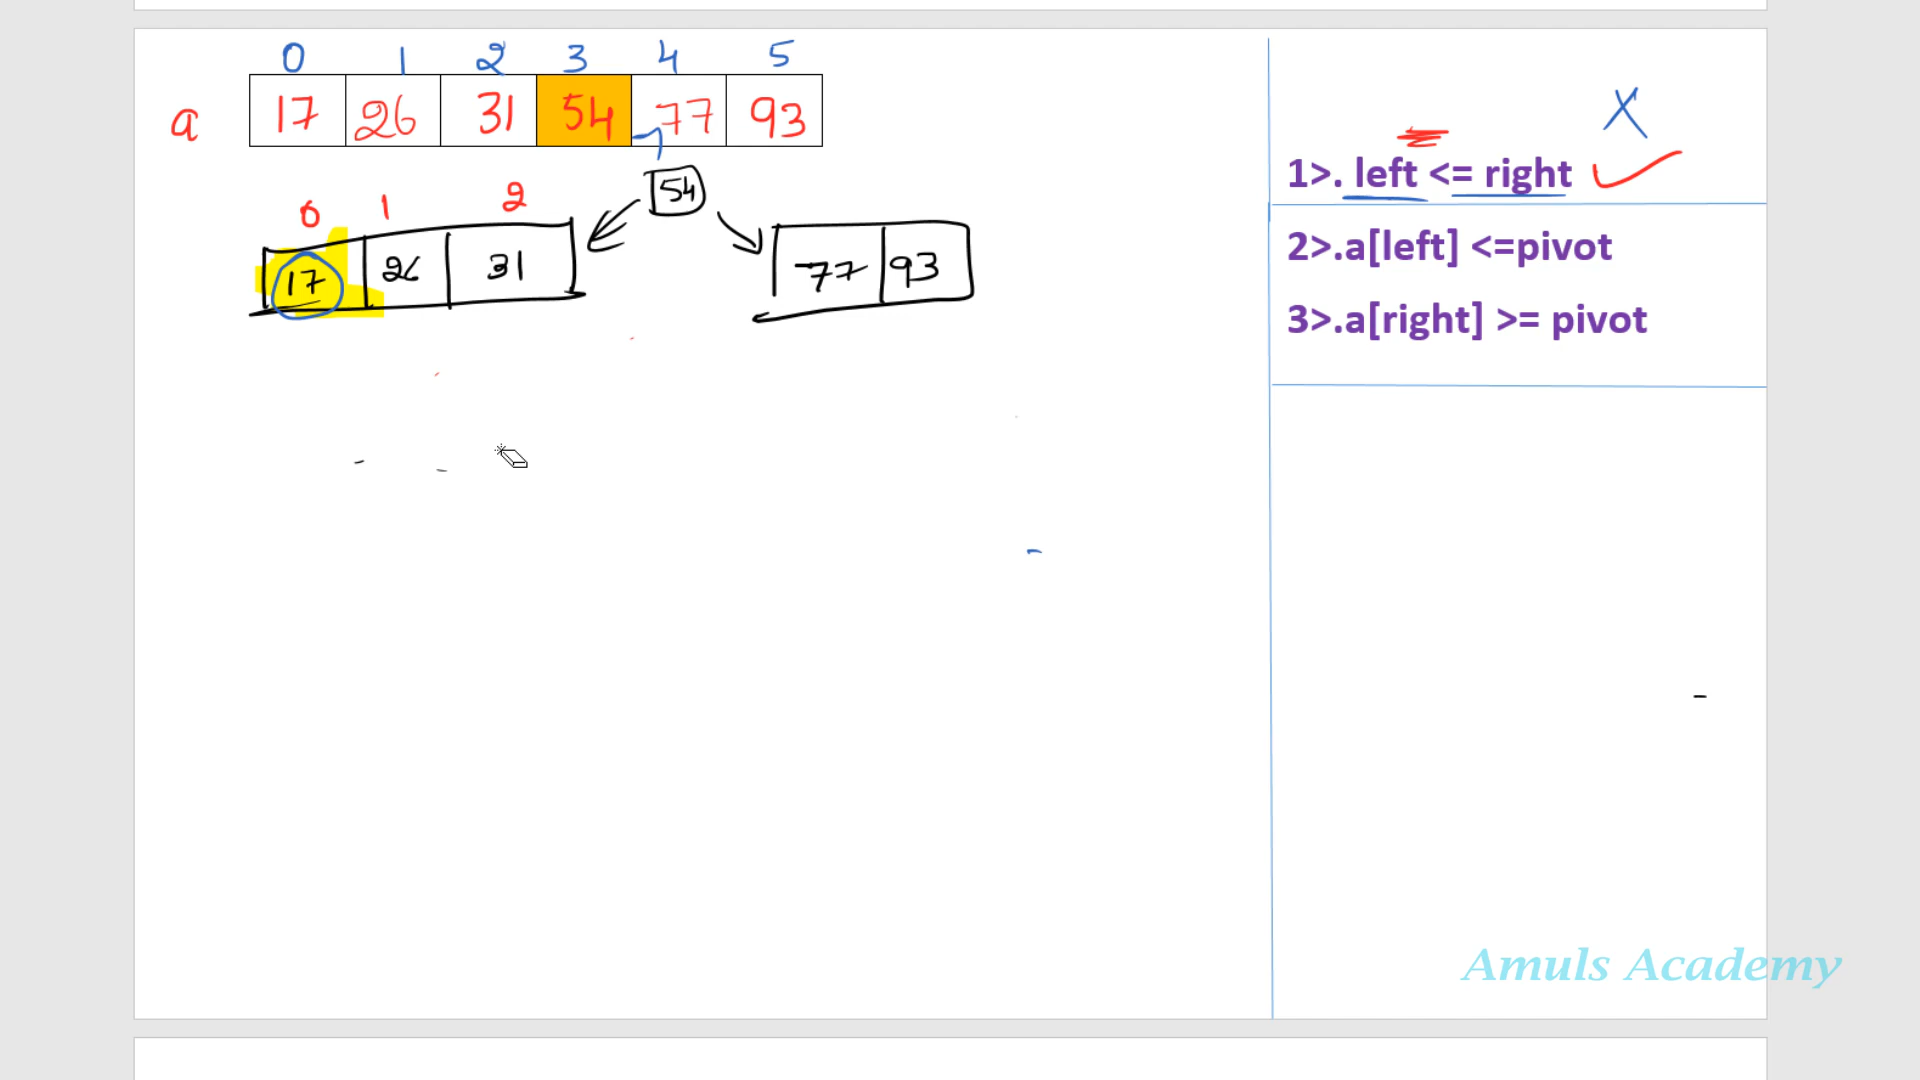 0 1 2 3 4 5
a 17 26 31 54 77 93
54
0 1 2
17 26 31
77 93
X
1>. left <= right
2>.a[left] <=pivot
3>.a[right] >= pivot
Amuls Academy